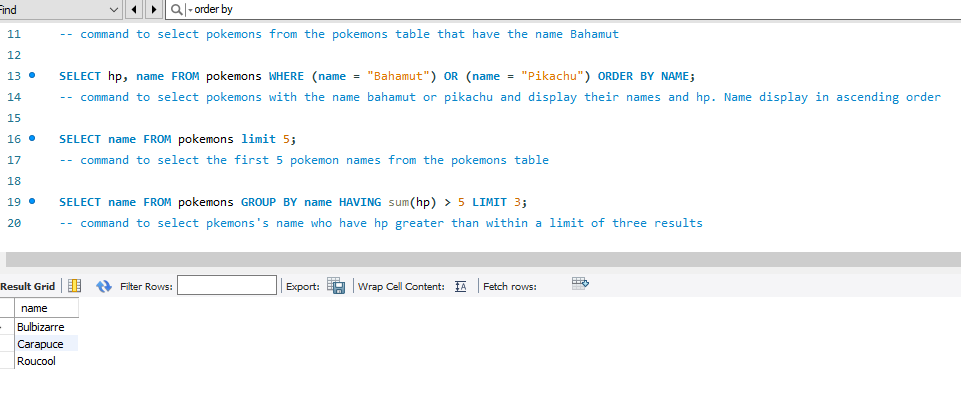 Find order by
11 -- command to select pokemons from the pokemons table that have the name Bahamut
12
13 SELECT hp, name FROM pokemons WHERE (name = "Bahamut") OR (name = "Pikachu") ORDER BY NAME;
14 -- command to select pokemons with the name bahamut or pikachu and display their names and hp. Name display in ascending order
15
16 SELECT name FROM pokemons limit 5;
17 -- command to select the first 5 pokemon names from the pokemons table
18
19 SELECT name FROM pokemons GROUP BY name HAVING sum(hp) > 5 LIMIT 3;
20 -- command to select pkemons's name who have hp greater than within a limit of three results
Result Grid Filter Rows: Export: Wrap Cell Content: Fetch rows:
name
Bulbizarre
Carapuce
Roucool